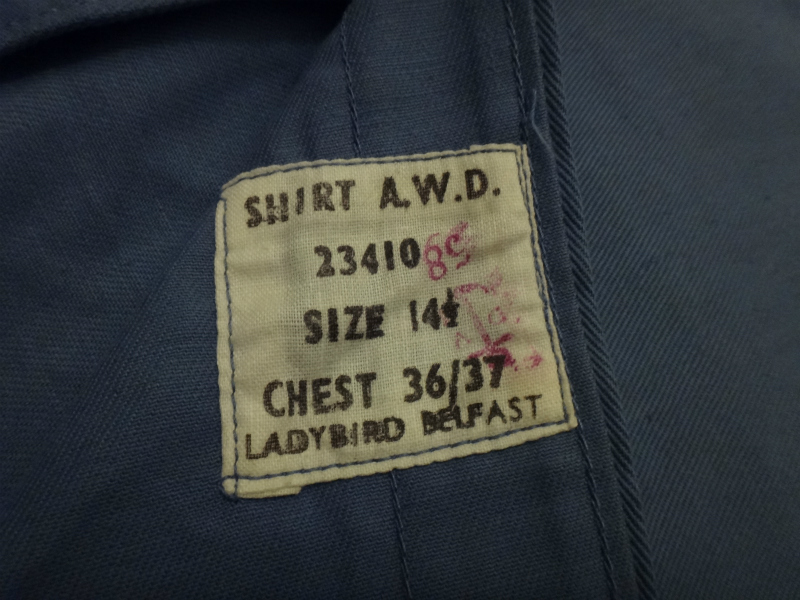 SHIRT A.W.D.
23410
SIZE 14½
CHEST 36/37
LADYBIRD BELFAST